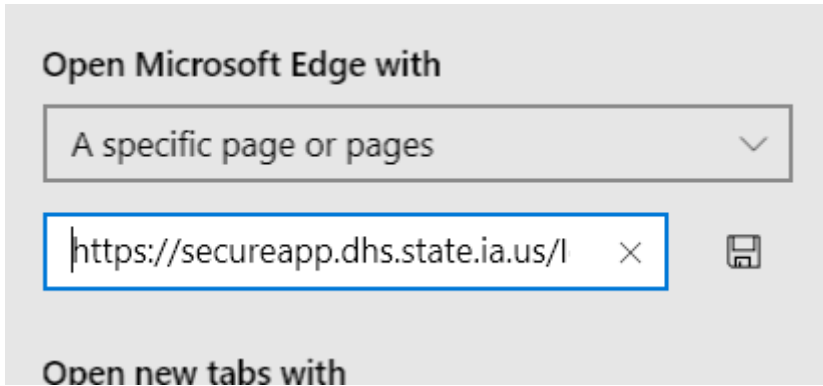 Open Microsoft Edge with
A specific page or pages
https://secureapp.dhs.state.ia.us/
Open new tabs with